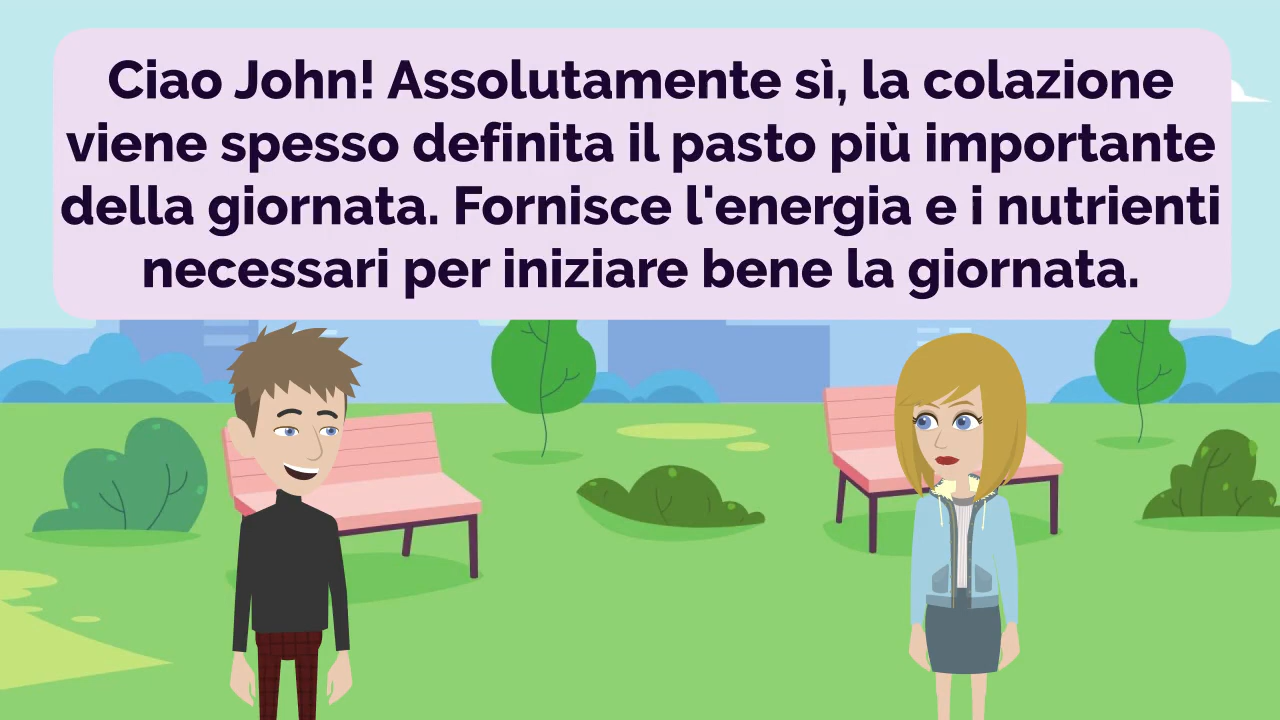 Ciao John! Assolutamente sì, la colazione
viene spesso definita il pasto più importante
della giornata. Fornisce l'energia e i nutrienti
necessari per iniziare bene la giornata.